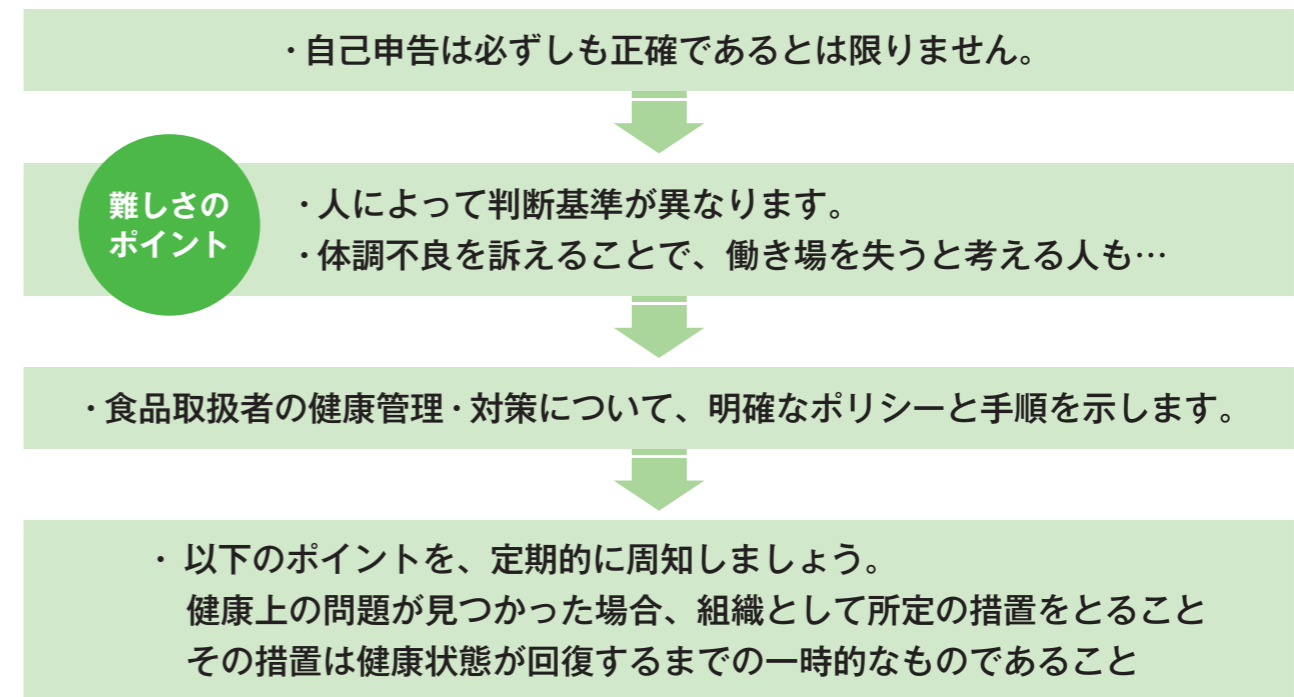 ・自己申告は必ずしも正確であるとは限りません。
難しさの
ポイント
・人によって判断基準が異なります。
・体調不良を訴えることで、働き場を失うと考える人も…
・食品取扱者の健康管理・対策について、明確なポリシーと手順を示します。
・ 以下のポイントを、定期的に周知しましょう。
健康上の問題が見つかった場合、組織として所定の措置をとること
その措置は健康状態が回復するまでの一時的なものであること